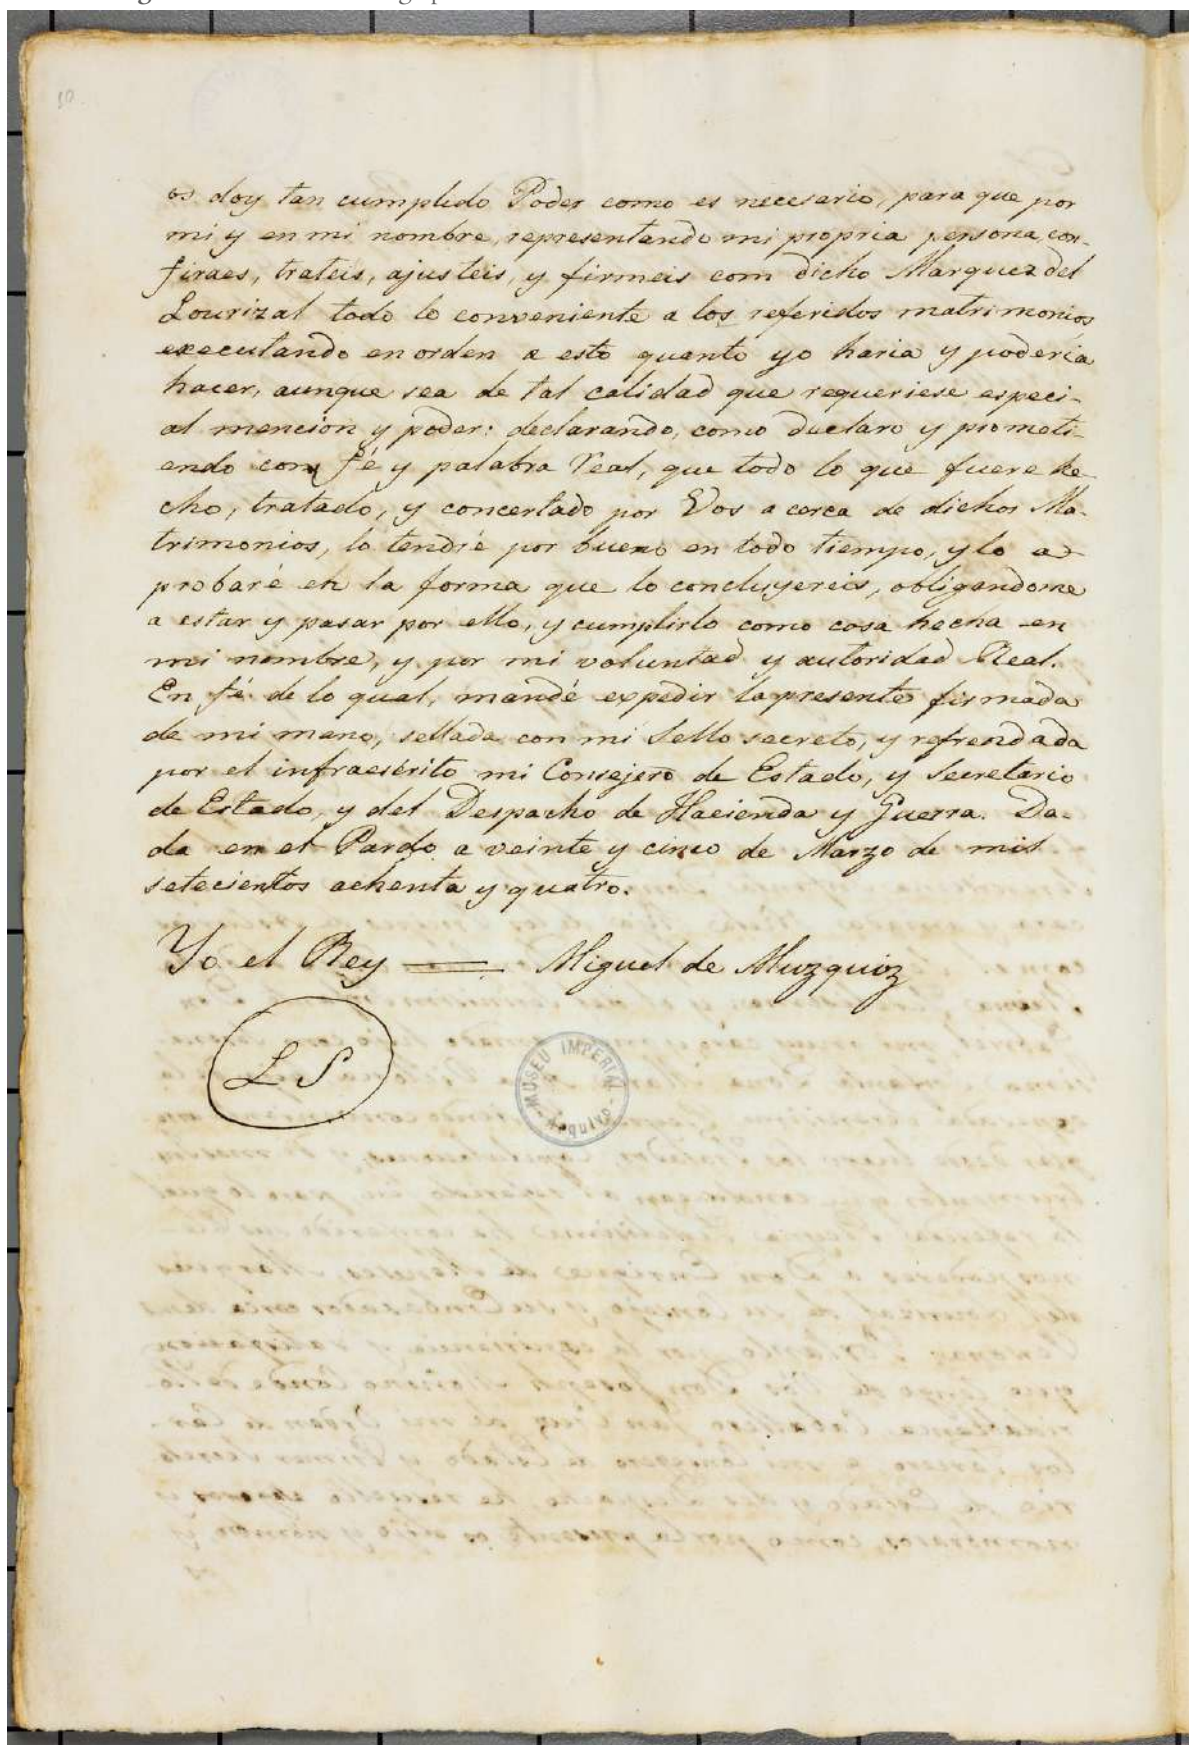 10.
os doy tan cumplido Poder como es necesario, para que por
mi y en mi nombre, representando mi propria persona, con-
firaes, trateis, ajusteis, y firmeis com dicho Marquez del
Lourizal todo lo conveniente a los referidos matrimonios
executando en orden a esto quanto yo haria y poderia
hacer, aunque sea de tal calidad que requeriese especi-
al mencion y poder: declarando, como declaro y prometi-
endo con fé y palabra Real, que todo lo que fuere he-
cho, tratado, y concertado por Vos a cerca de dichos Ma-
trimonios, lo tendré por bueno en todo tiempo, y lo a-
probaré en la forma que lo concluyereis, obligandome
a estar y pasar por ello, y cumplirlo como cosa hecha en
mi nombre, y por mi voluntad y autoridad Real.
En fé de lo qual, mandé expedir la presente firmada
de mi mano, sellada con mi Sello secreto, y refrendada
por el infraescrito mi Consejero de Estado, y Secretario
de Estado, y del Despacho de Hacienda y Guerra. Da-
da en el Pardo a veinte y cinco de Marzo de mil
setecientos achenta y quatro.
Yo el Rey Miguel de Muzquiz
L S
MUSEU IMPERIAL